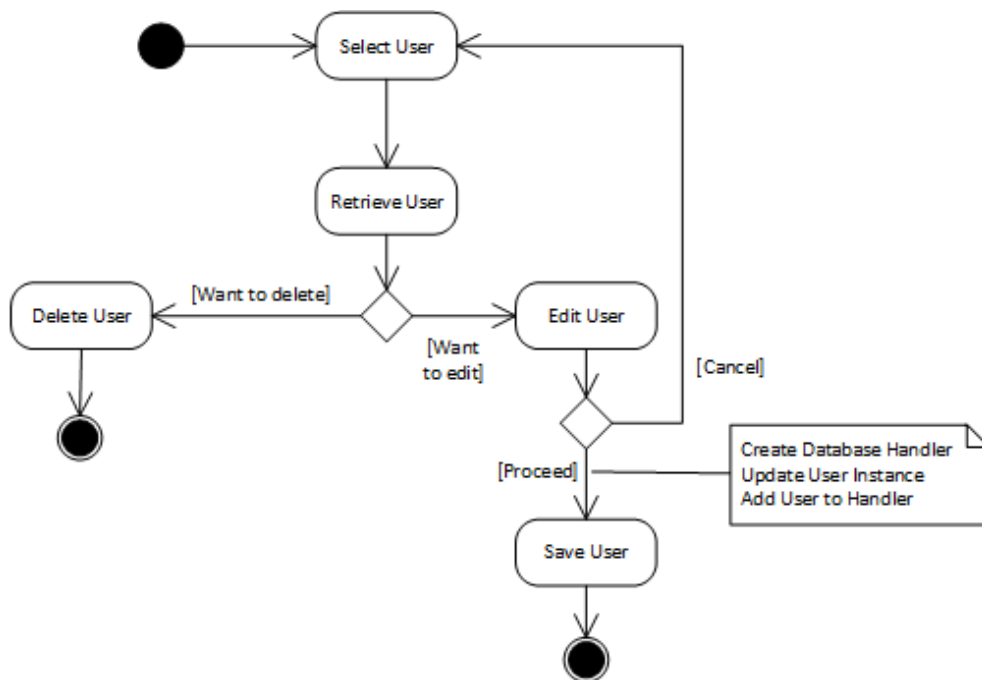 Select User
Retrieve User
[Want to delete]
Delete User
Edit User
[Want
to edit]
[Cancel]
[Proceed]
Create Database Handler
Update User Instance
Add User to Handler
Save User